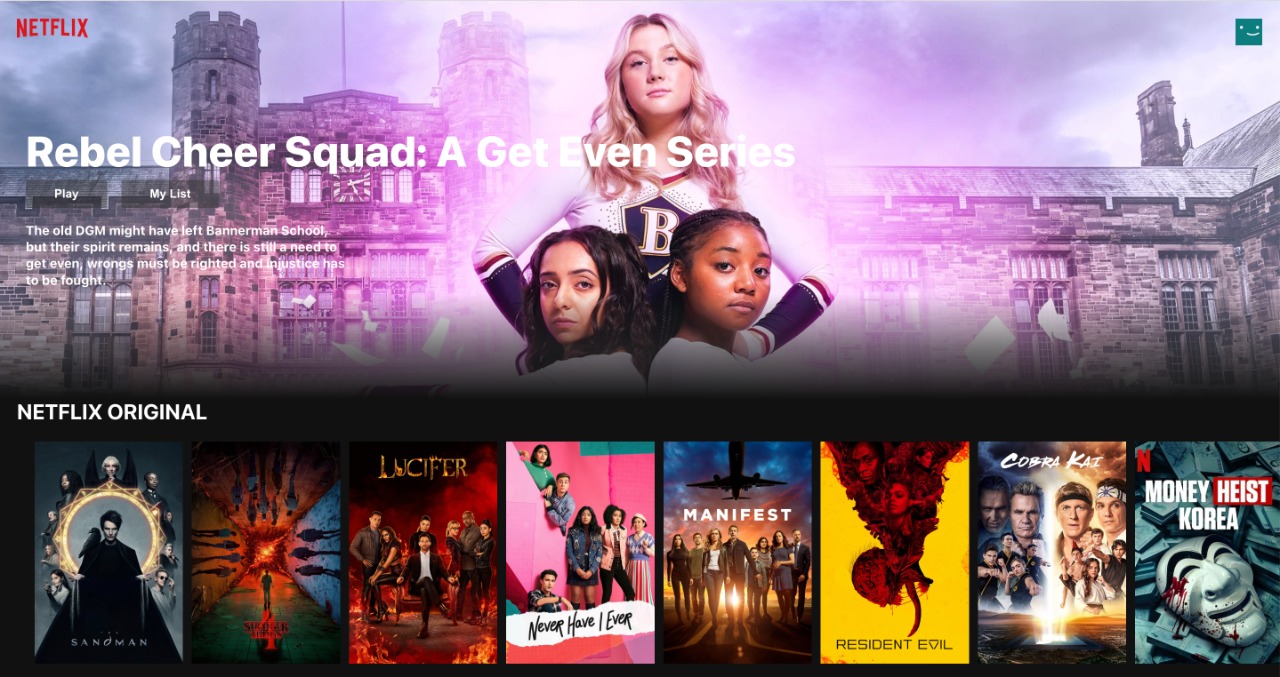 NETFLIX
Rebel Cheer Squad: A Get Even Series
Play
My List
The old DGM might have left Bannerman School,
but their spirit remains, and there is still a need to
get even, wrongs must be righted and injustice has
to be fought.
B
NETFLIX ORIGINAL
SANDMAN
STRANGER
THINGS
4
LUCIFER
Never Have I Ever
MANIFEST
RESIDENT EVIL
COBRA KAI
N
MONEY HEIST
KOREA